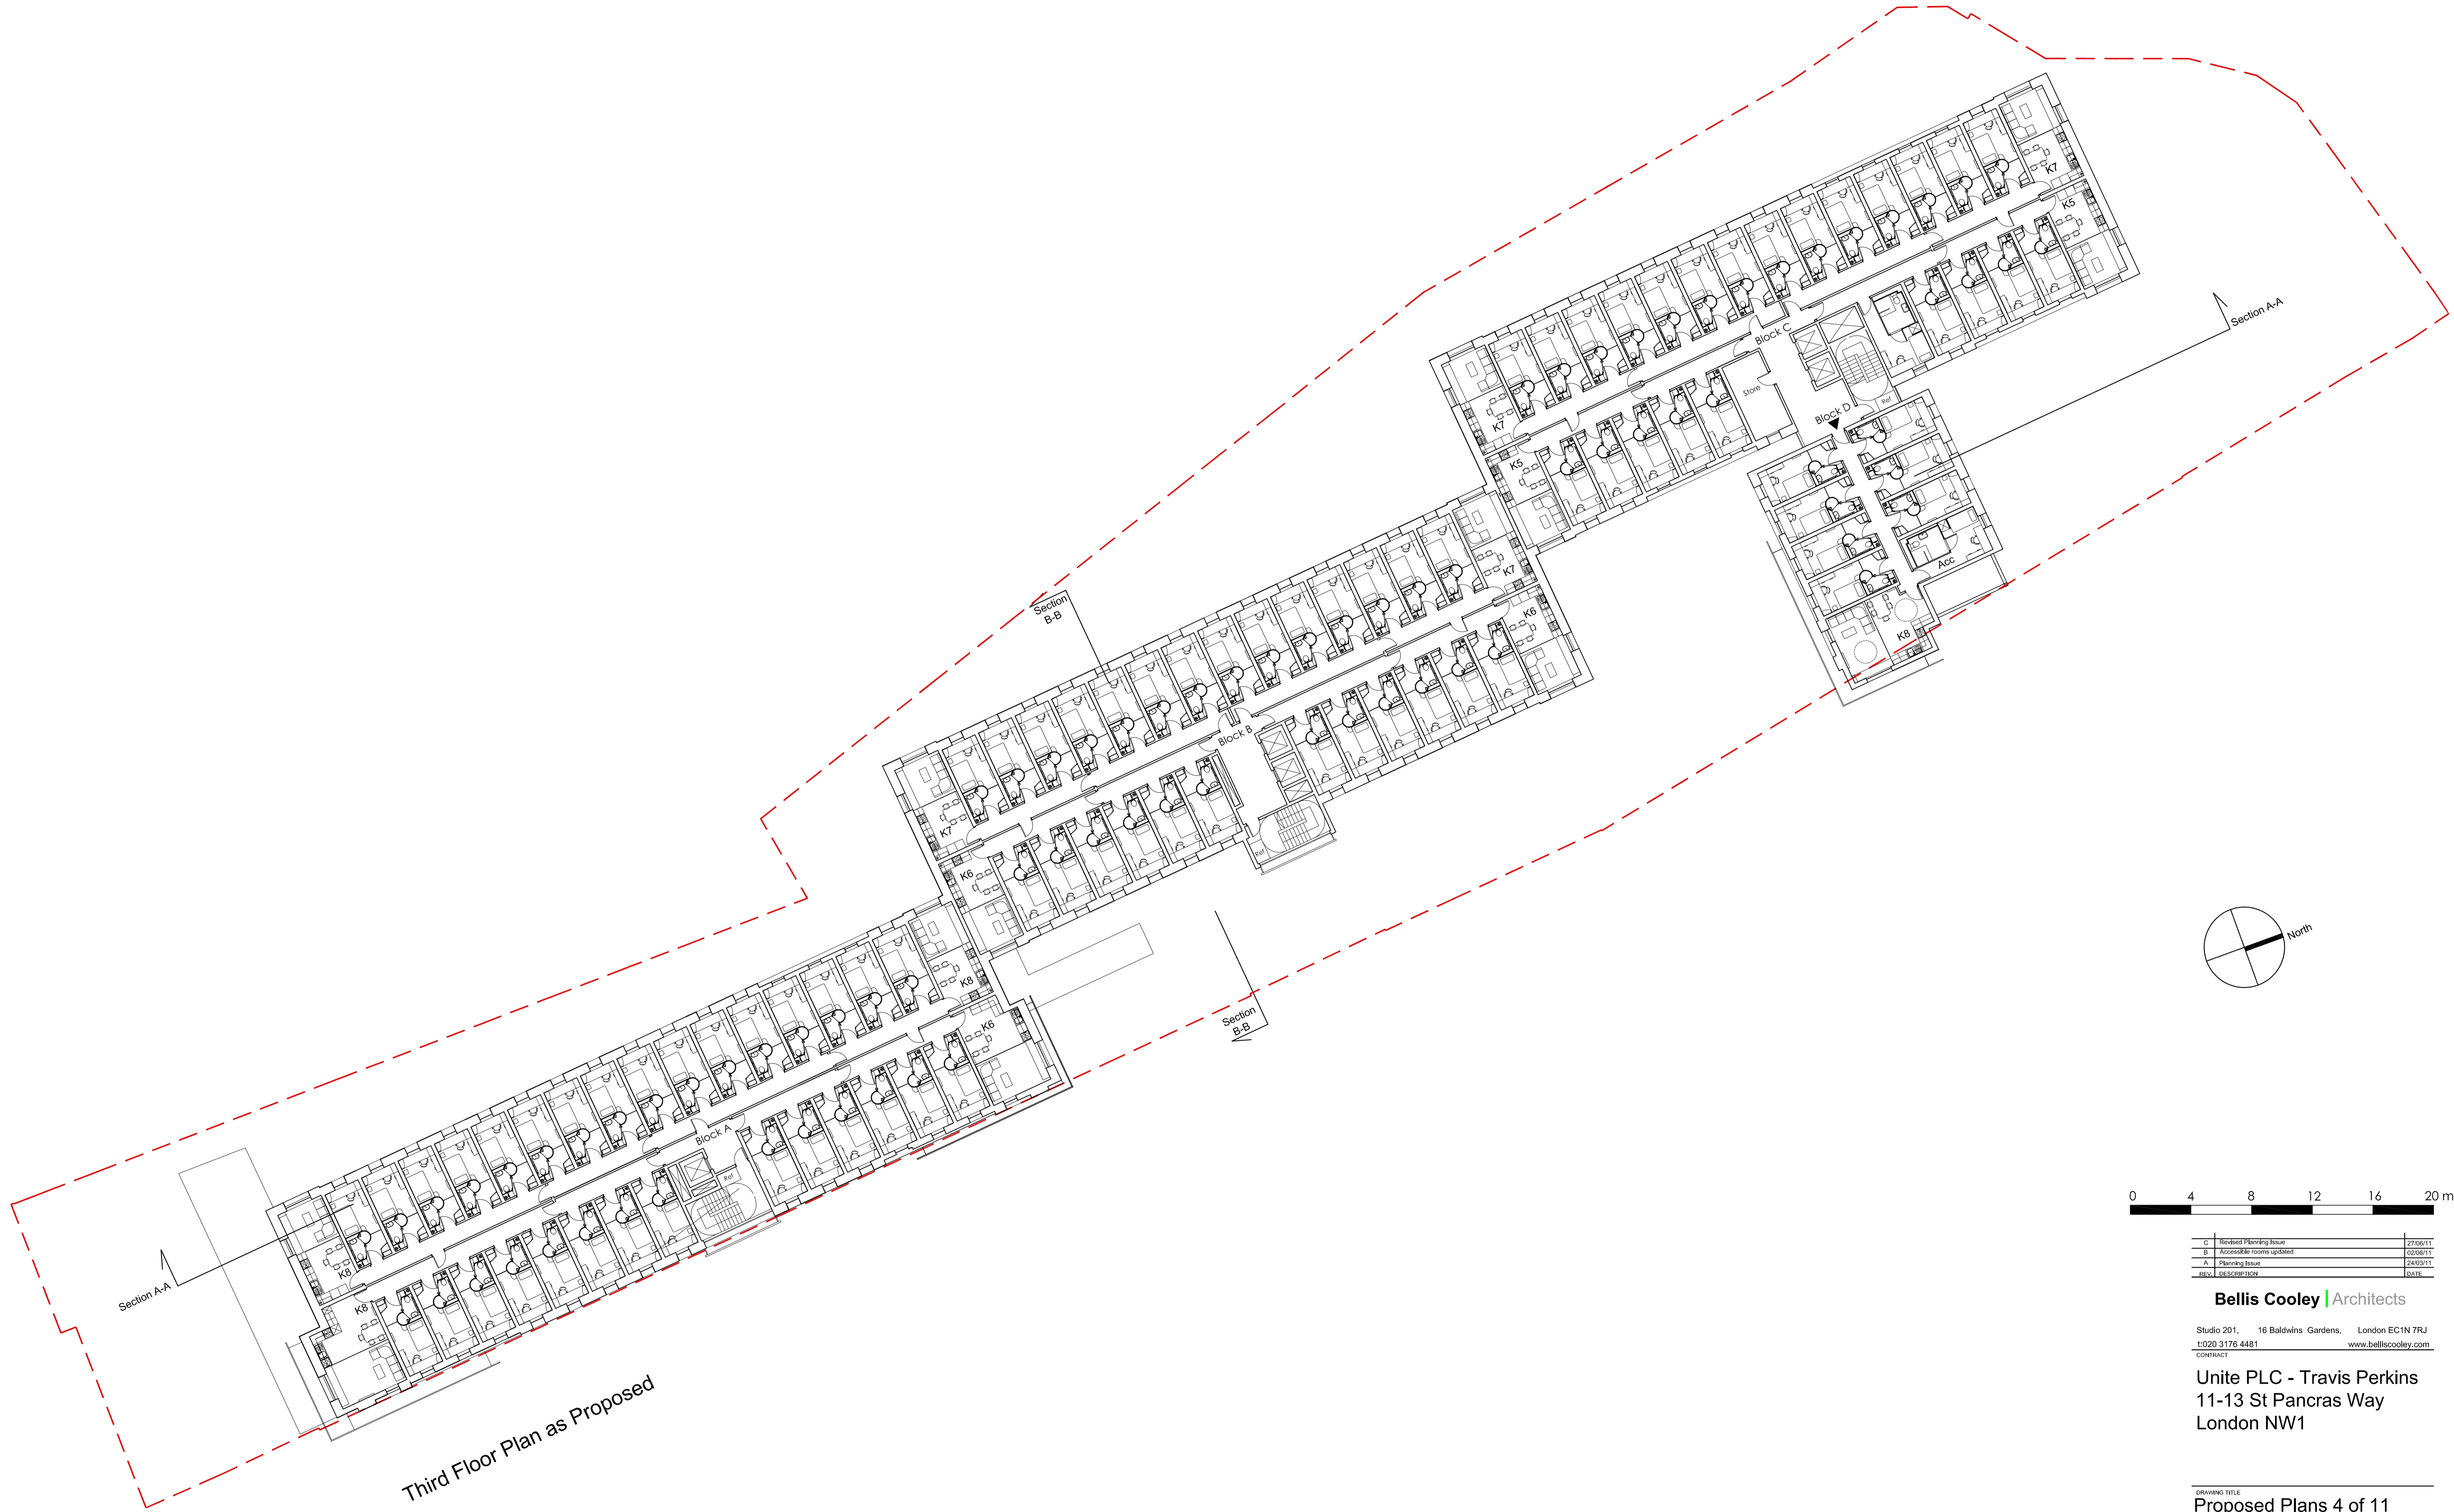 K7
K5
Section A-A
Block C
Store
Ref
Block D
K7
K5
Acc
K8
Section
B-B
K7
K6
Block B
K7
Ref
K6
North
K8
K6
Section
B-B
Block A
Ref
K8
K8
Section A-A
Third Floor Plan as Proposed
0 4 8 12 16 20 m
C Revised Planning Issue 27/06/11
B Accessible rooms updated 02/06/11
A Planning Issue 24/03/11
REV. DESCRIPTION DATE
Bellis Cooley | Architects
Studio 201, 16 Baldwins Gardens, London EC1N 7RJ
t:020 3176 4481 www.belliscooley.com
CONTRACT
Unite PLC - Travis Perkins
11-13 St Pancras Way
London NW1
DRAWING TITLE
Proposed Plans 4 of 11